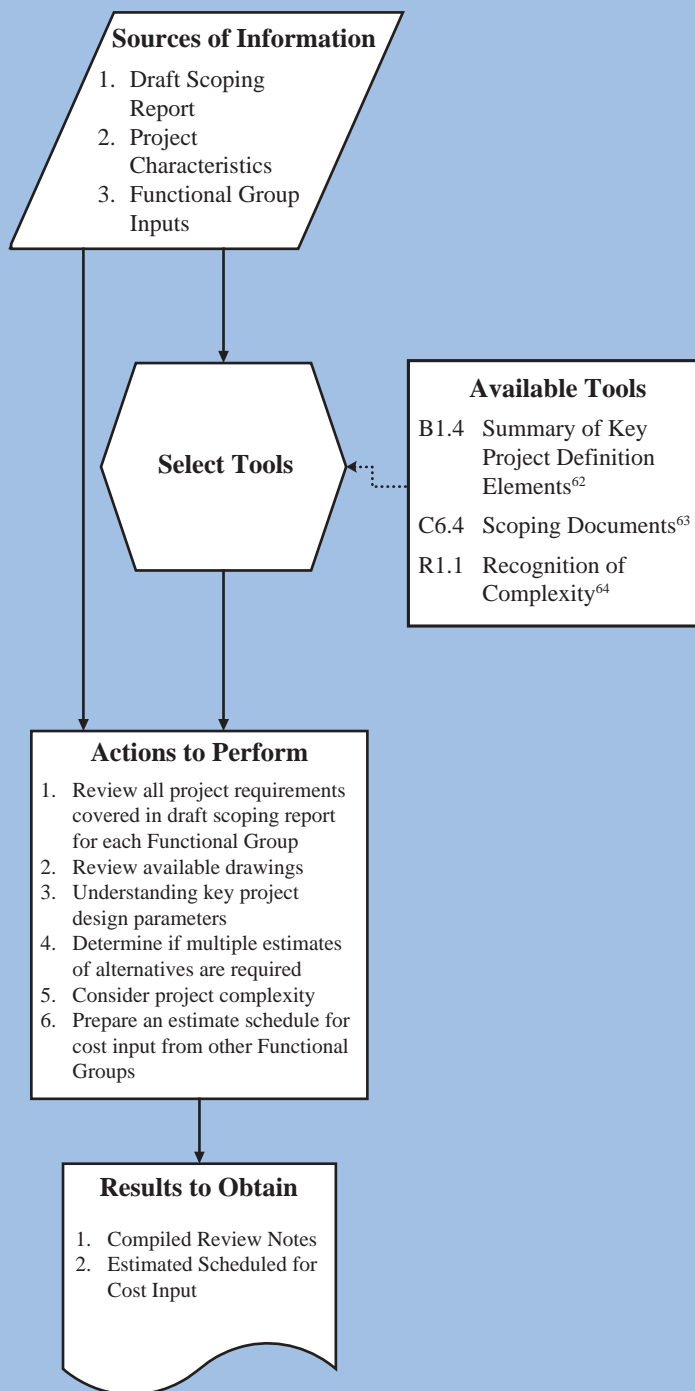 Sources of Information
1. Draft Scoping
Report
2. Project
Characteristics
3. Functional Group
Inputs
Select Tools
Available Tools
B1.4 Summary of Key
Project Definition
Elements⁶²
C6.4 Scoping Documents⁶³
R1.1 Recognition of
Complexity⁶⁴
Actions to Perform
1. Review all project requirements
covered in draft scoping report
for each Functional Group
2. Review available drawings
3. Understanding key project
design parameters
4. Determine if multiple estimates
of alternatives are required
5. Consider project complexity
6. Prepare an estimate schedule for
cost input from other Functional
Groups
Results to Obtain
1. Compiled Review Notes
2. Estimated Scheduled for
Cost Input